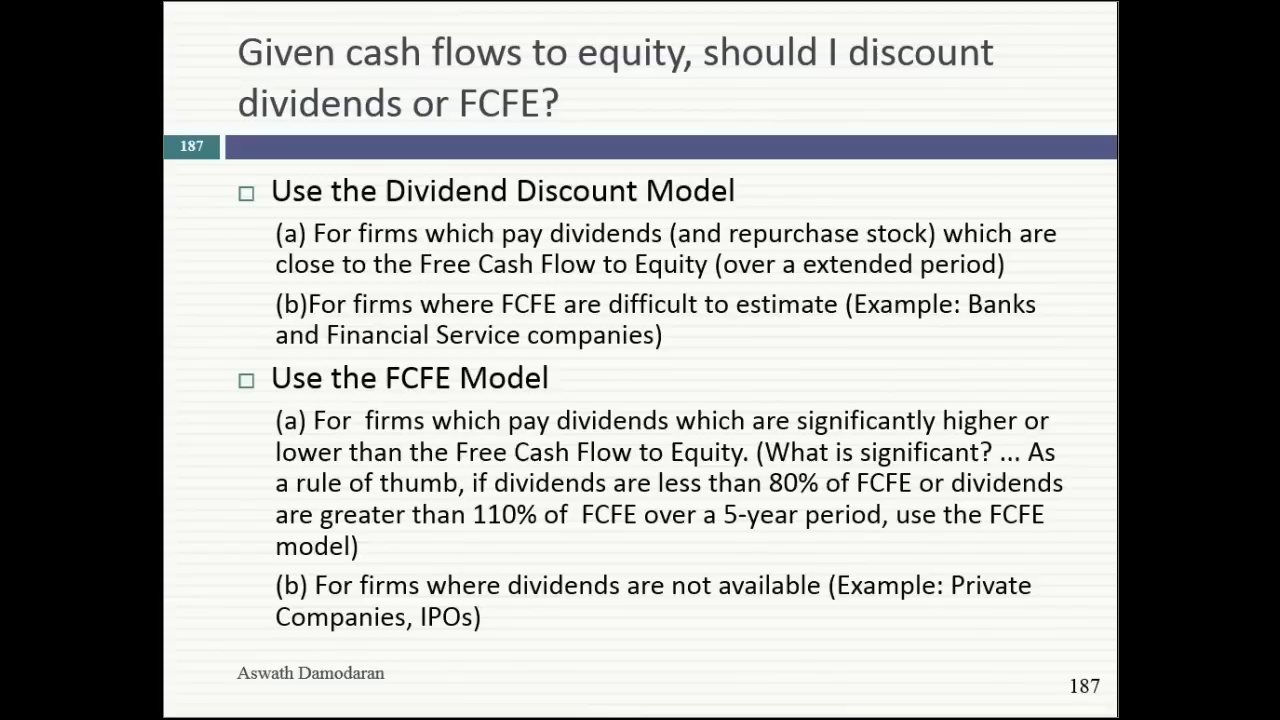 Given cash flows to equity, should I discount
dividends or FCFE?
187
Use the Dividend Discount Model
(a) For firms which pay dividends (and repurchase stock) which are
close to the Free Cash Flow to Equity (over a extended period)
(b)For firms where FCFE are difficult to estimate (Example: Banks
and Financial Service companies)
Use the FCFE Model
(a) For  firms which pay dividends which are significantly higher or
lower than the Free Cash Flow to Equity. (What is significant? ... As
a rule of thumb, if dividends are less than 80% of FCFE or dividends
are greater than 110% of  FCFE over a 5-year period, use the FCFE
model)
(b) For firms where dividends are not available (Example: Private
Companies, IPOs)
Aswath Damodaran
187